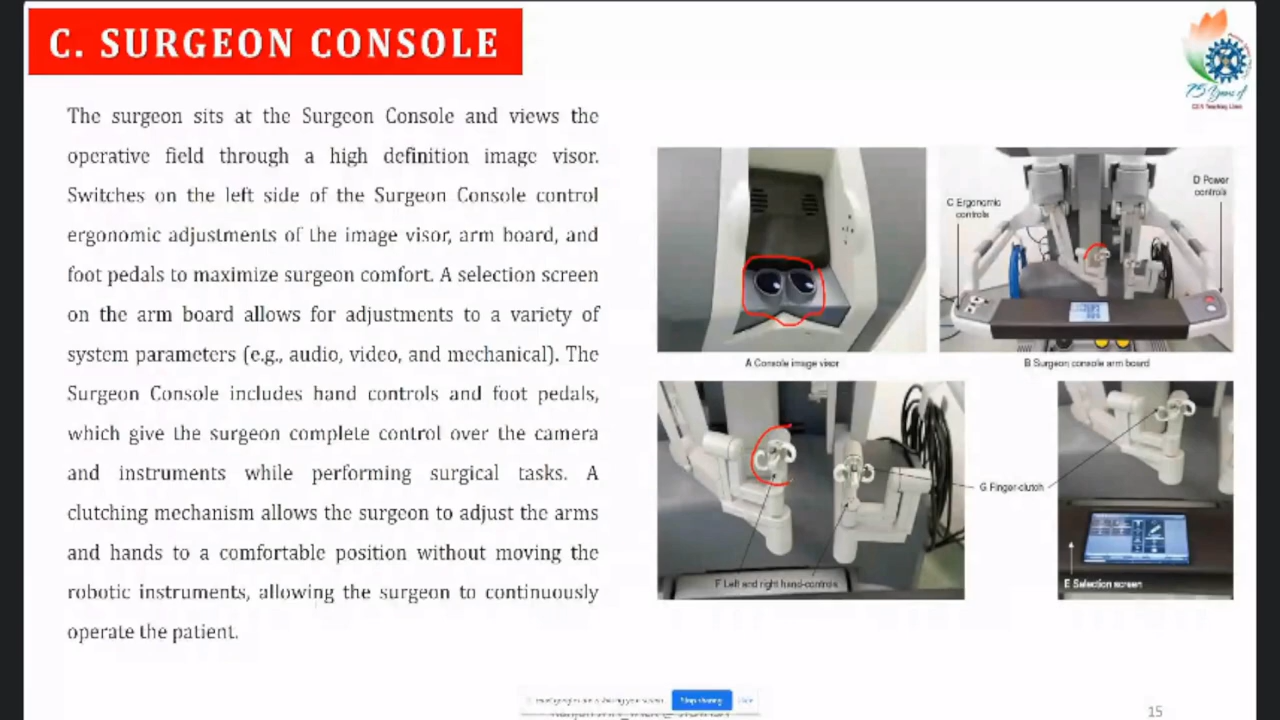 C. SURGEON CONSOLE
The surgeon sits at the Surgeon Console and views the
operative field through a high definition image visor.
Switches on the left side of the Surgeon Console control
ergonomic adjustments of the image visor, arm board, and
foot pedals to maximize surgeon comfort. A selection screen
on the arm board allows for adjustments to a variety of
system parameters (e.g., audio, video, and mechanical). The
Surgeon Console includes hand controls and foot pedals,
which give the surgeon complete control over the camera
and instruments while performing surgical tasks. A
clutching mechanism allows the surgeon to adjust the arms
and hands to a comfortable position without moving the
robotic instruments, allowing the surgeon to continuously
operate the patient.
75 Years of
C Ergonomic
controls
D Power
controls
A Console image visor
B Surgeon console arm board
F Left and right hand-controls
G Finger-clutch
E Selection screen
Stop sharing
15